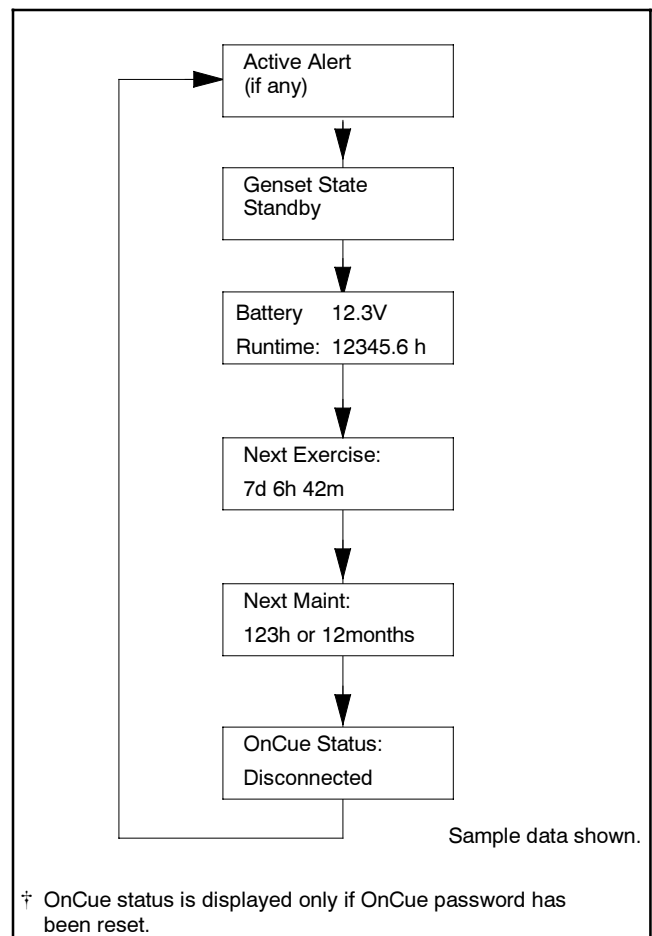 Active Alert
(if any)
Genset State
Standby
Battery 12.3V
Runtime: 12345.6 h
Next Exercise:
7d 6h 42m
Next Maint:
123h or 12months
OnCue Status:
Disconnected
Sample data shown.
† OnCue status is displayed only if OnCue password has
been reset.